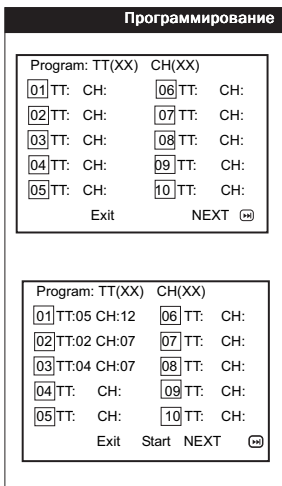 Программирование
Program: TT(XX) CH(XX)
01 TT: CH: 06 TT: CH:
02 TT: CH: 07 TT: CH:
03 TT: CH: 08 TT: CH:
04 TT: CH: 09 TT: CH:
05 TT: CH: 10 TT: CH:
Exit NEXT
Program: TT(XX) CH(XX)
01 TT:05 CH:12 06 TT: CH:
02 TT:02 CH:07 07 TT: CH:
03 TT:04 CH:07 08 TT: CH:
04 TT: CH: 09 TT: CH:
05 TT: CH: 10 TT: CH:
Exit Start NEXT